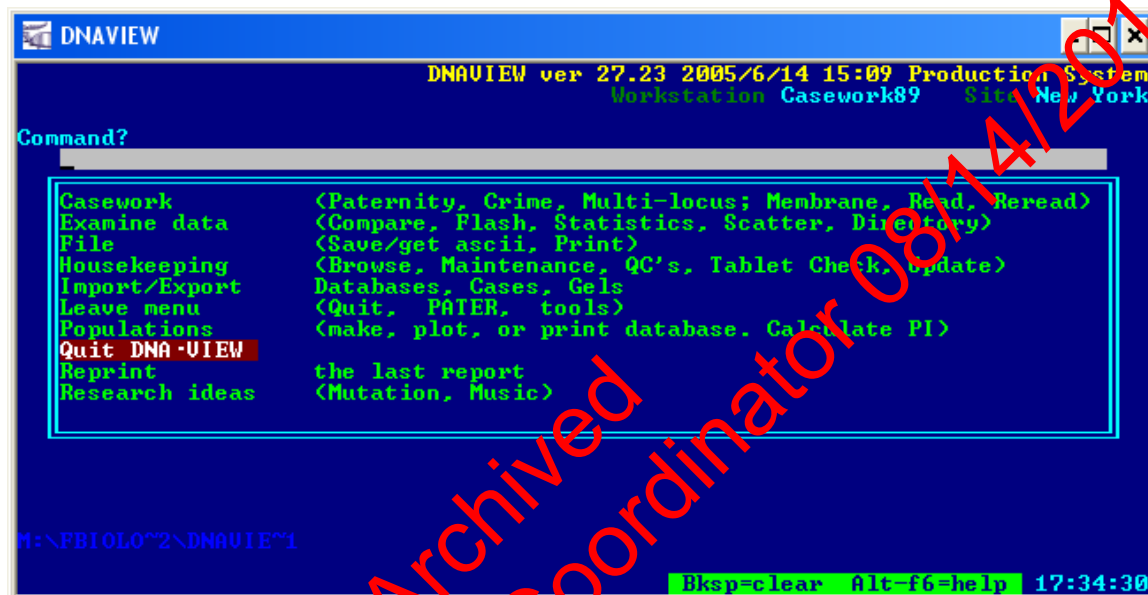 DNAVIEW
DNAVIEW ver 27.23 2005/6/14 15:09 Production System
Workstation Casework89 Site New York
Command?
Casework (Paternity, Crime, Multi-locus; Membrane, Read, Reread)
Examine data (Compare, Flash, Statistics, Scatter, Directory)
File (Save/get ascii, Print)
Housekeeping (Browse, Maintenance, QC's, Tablet Check, Update)
Import/Export Databases, Cases, Gels
Leave menu (Quit, PATER, tools)
Populations (make, plot, or print database. Calculate PI)
Quit DNA·VIEW
Reprint the last report
Research ideas (Mutation, Music)
M:\FBIOLO~2\DNAVIE~1
Bksp=clear Alt-f6=help 17:34:30
Archived
oordinator 08/14/201